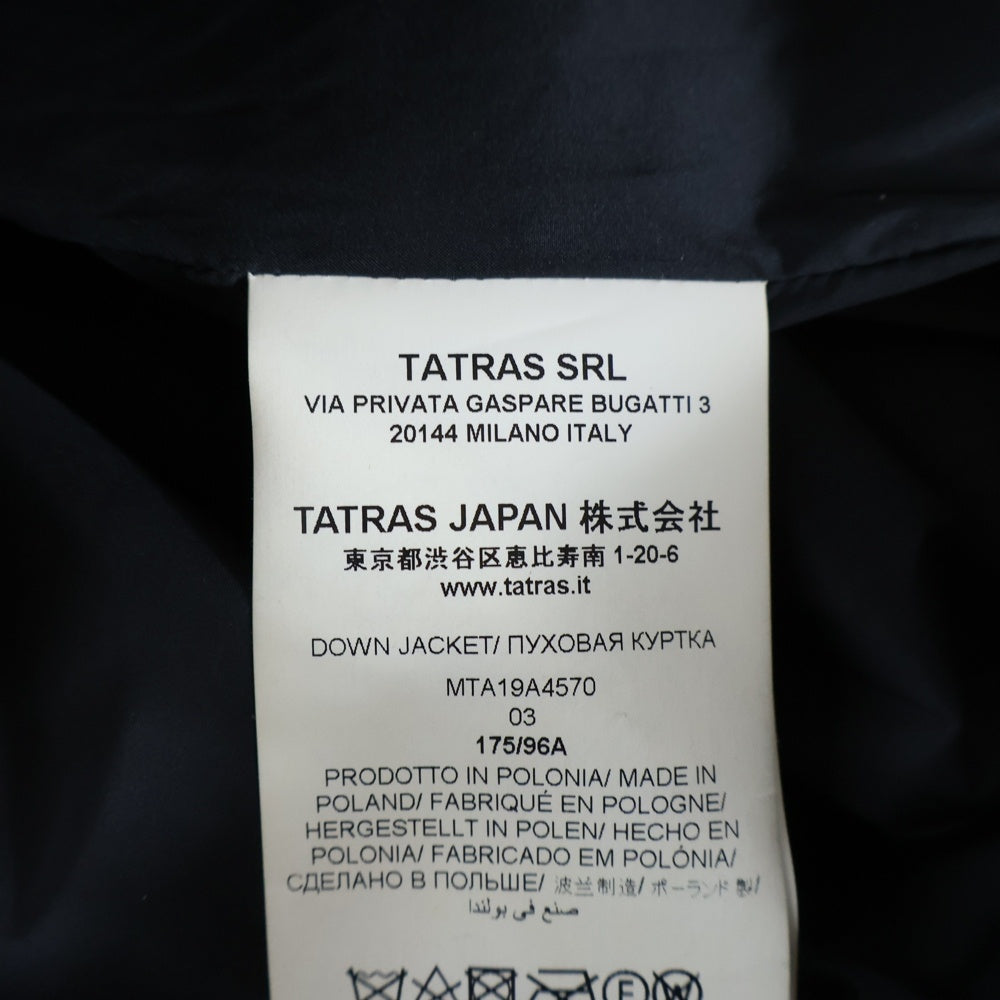 TATRAS SRL
VIA PRIVATA GASPARE BUGATTI 3
20144 MILANO ITALY
TATRAS JAPAN 株式会社
東京都渋谷区恵比寿南 1-20-6
www.tatras.it
DOWN JACKET/ ПУХОВАЯ КУРТКА
MTA19A4570
03
175/96A
PRODOTTO IN POLONIA/ MADE IN
POLAND/ FABRIQUÉ EN POLOGNE/
HERGESTELLT IN POLEN/ HECHO EN
POLONIA/ FABRICADO EM POLÓNIA/
СДЕЛАНО В ПОЛЬШЕ/ 波兰制造/ ポーランド製/
صنع في بولندا
F W